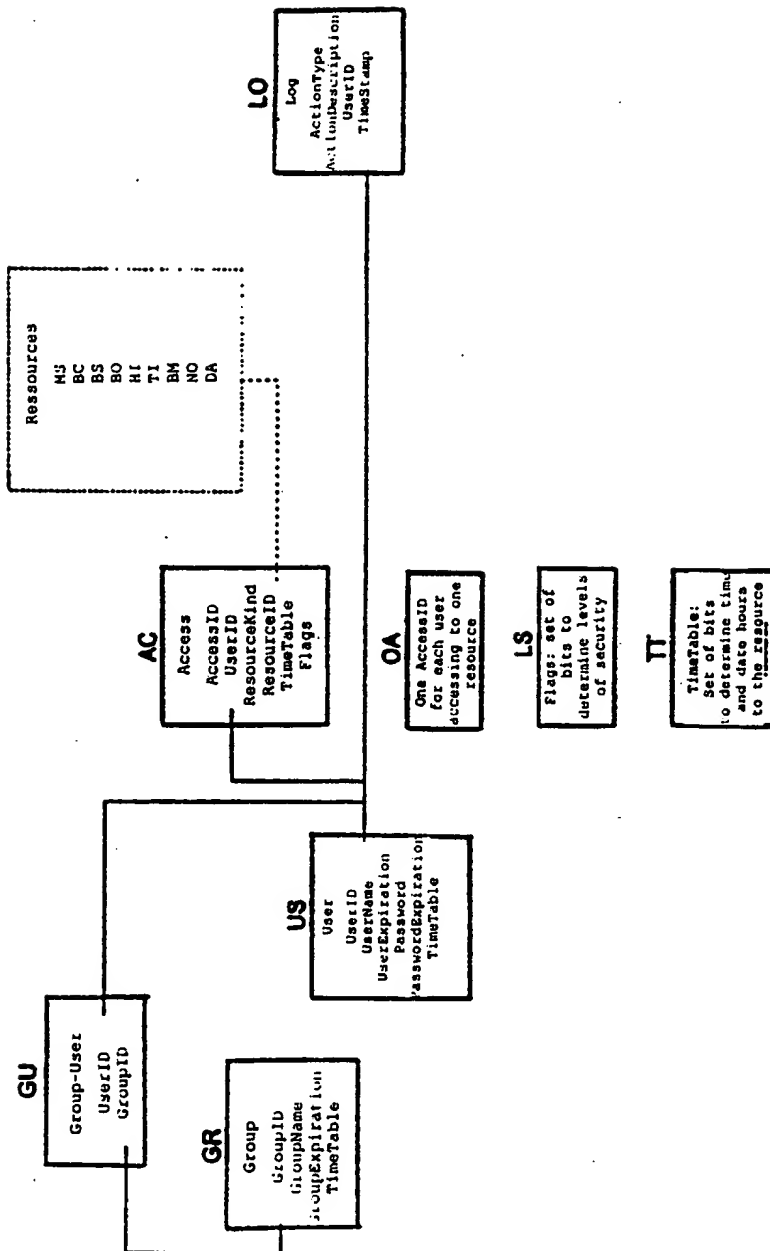 GU
Group-User
UserID
GroupID
GR
Group
GroupID
GroupName
GroupExpiration
TimeTable
US
User
UserID
UserName
UserExpiration
Password
PasswordExpiration
TimeTable
AC
Access
AccessID
UserID
ResourceKind
ResourceID
TimeTable
Flags
OA
One AccessID
for each user
accessing to one
resource
LS
Flags: set of
bits to
determine levels
of security
TT
TimeTable:
Set of bits
to determine time
and date hours
to the resource
Ressources
MS
BC
BS
BO
HI
TI
BM
NO
DA
LO
Log
ActionType
ActionDescription
UserID
TimeStamp